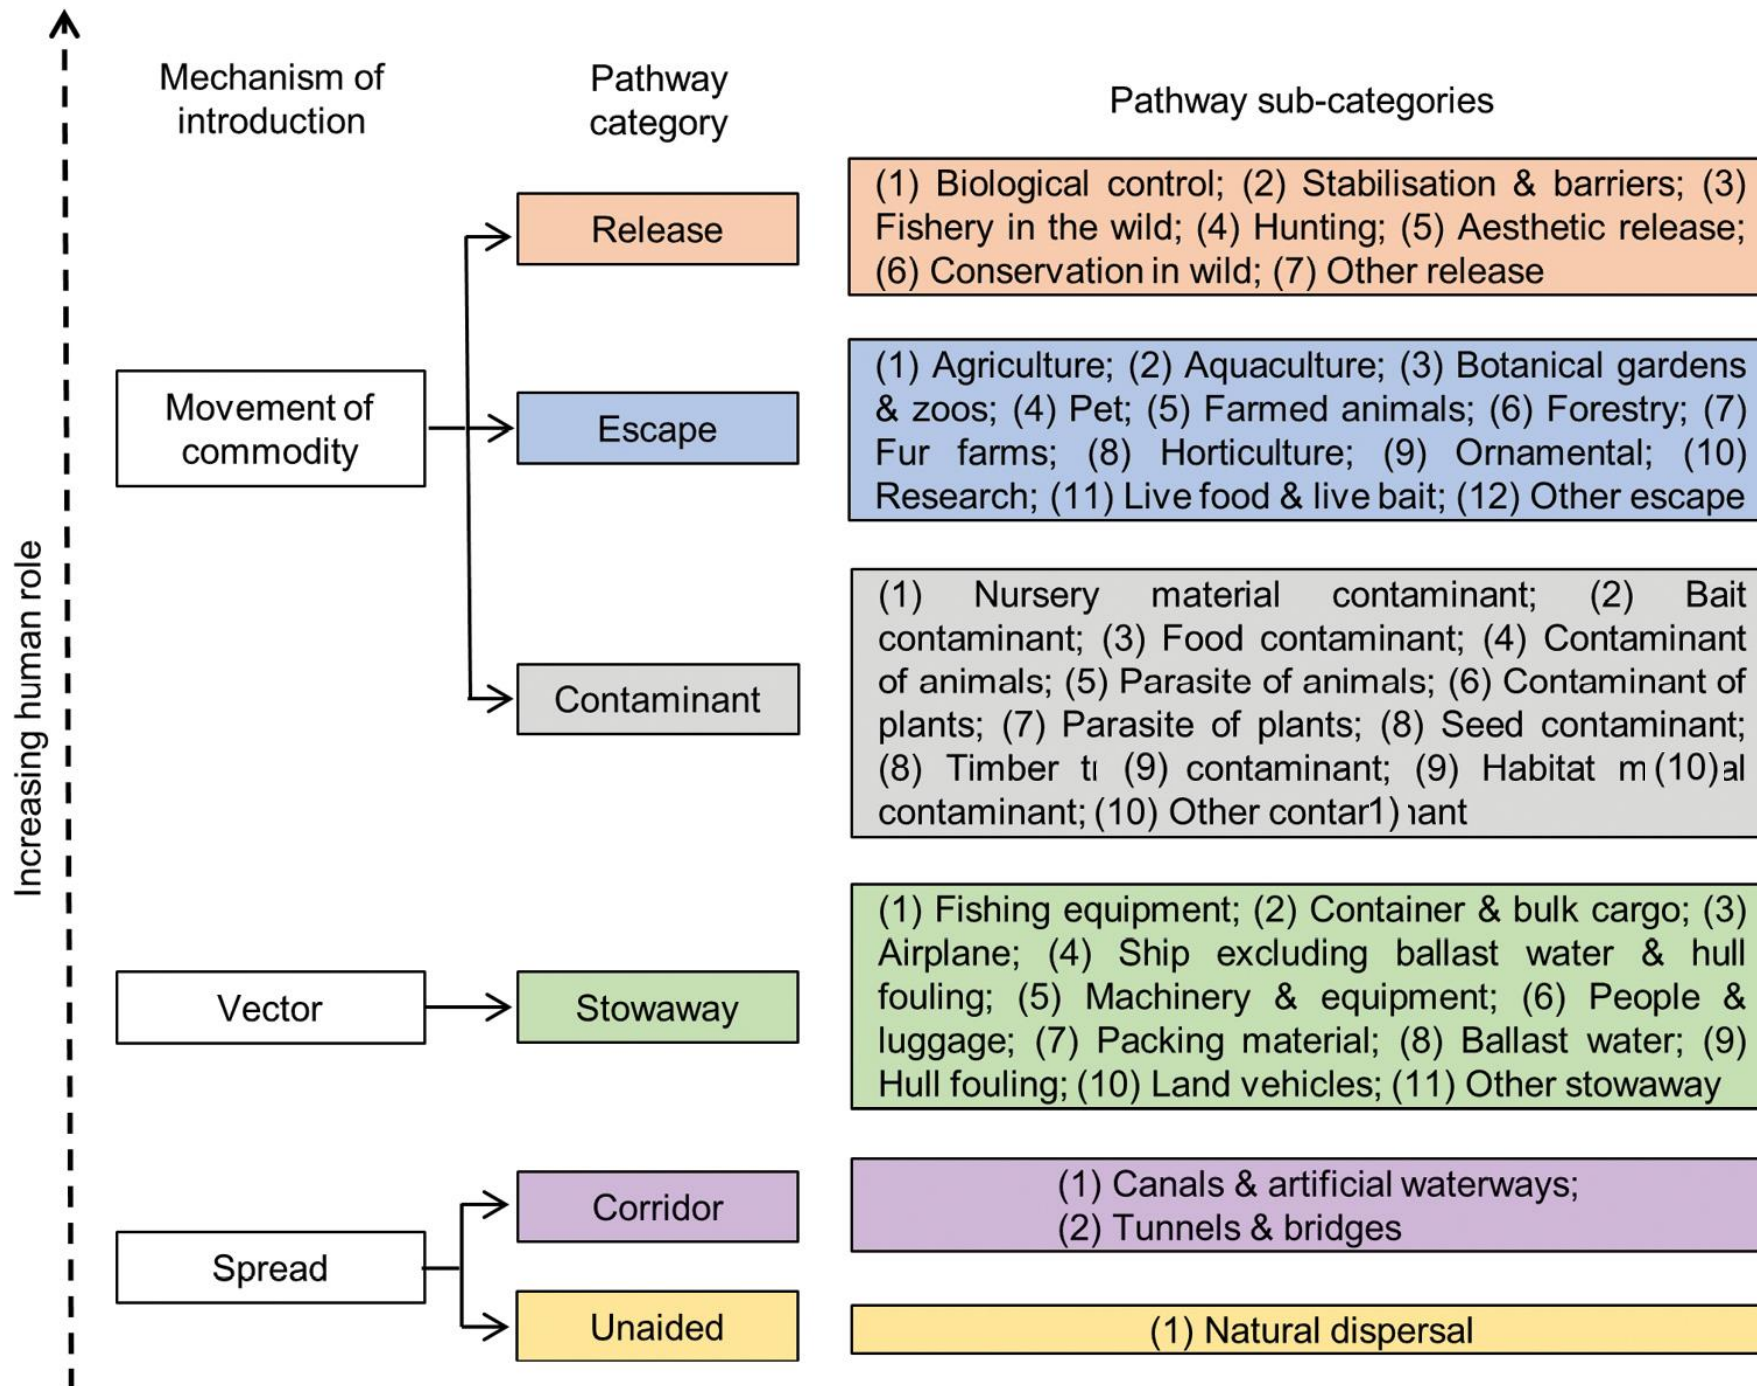 Mechanism of
introduction
Pathway
category
Pathway sub-categories
Increasing human role
Movement of
commodity
Release
(1) Biological control; (2) Stabilisation & barriers; (3)
Fishery in the wild; (4) Hunting; (5) Aesthetic release;
(6) Conservation in wild; (7) Other release
Escape
(1) Agriculture; (2) Aquaculture; (3) Botanical gardens
& zoos; (4) Pet; (5) Farmed animals; (6) Forestry; (7)
Fur farms; (8) Horticulture; (9) Ornamental; (10)
Research; (11) Live food & live bait; (12) Other escape
Contaminant
(1) Nursery material contaminant; (2) Bait
contaminant; (3) Food contaminant; (4) Contaminant
of animals; (5) Parasite of animals; (6) Contaminant of
plants; (7) Parasite of plants; (8) Seed contaminant;
(8) Timber (9) contaminant; (9) Habitat (10)
contaminant; (10) Other
Vector
Stowaway
(1) Fishing equipment; (2) Container & bulk cargo; (3)
Airplane; (4) Ship excluding ballast water & hull
fouling; (5) Machinery & equipment; (6) People &
luggage; (7) Packing material; (8) Ballast water; (9)
Hull fouling; (10) Land vehicles; (11) Other stowaway
Spread
Corridor
(1) Canals & artificial waterways;
(2) Tunnels & bridges
Unaided
(1) Natural dispersal